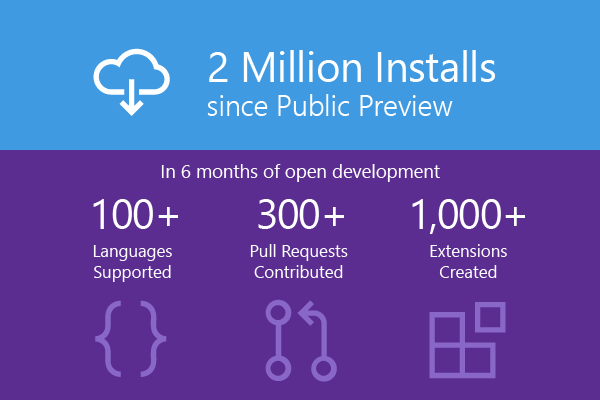 2 Million Installs
since Public Preview
In 6 months of open development
100+
Languages
Supported
300+
Pull Requests
Contributed
1,000+
Extensions
Created